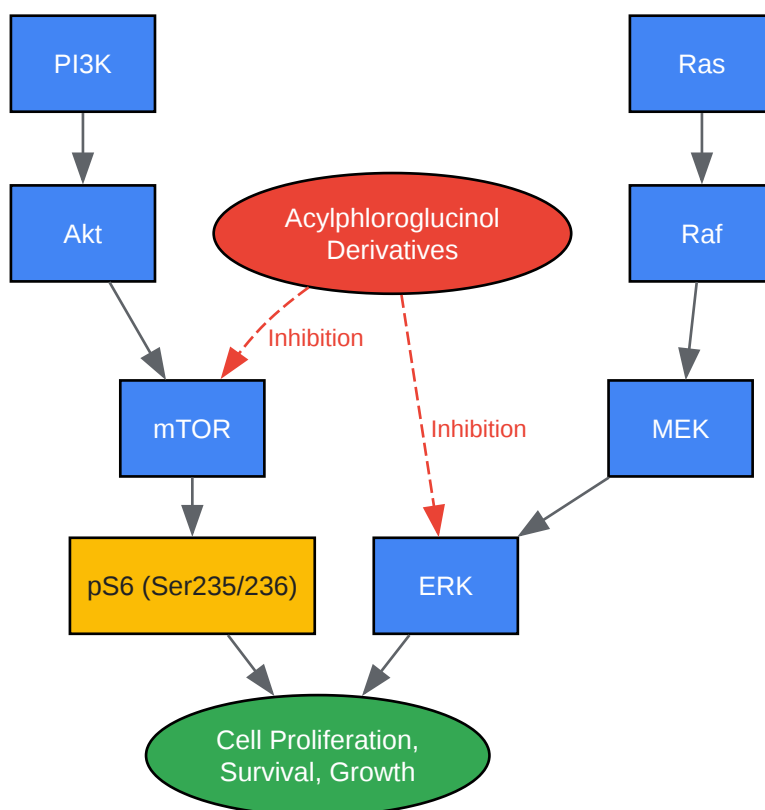 PI3K
Ras
Akt
Acylphloroglucinol
Derivatives
Raf
Inhibition
mTOR
Inhibition
MEK
pS6 (Ser235/236)
ERK
Cell Proliferation,
Survival, Growth